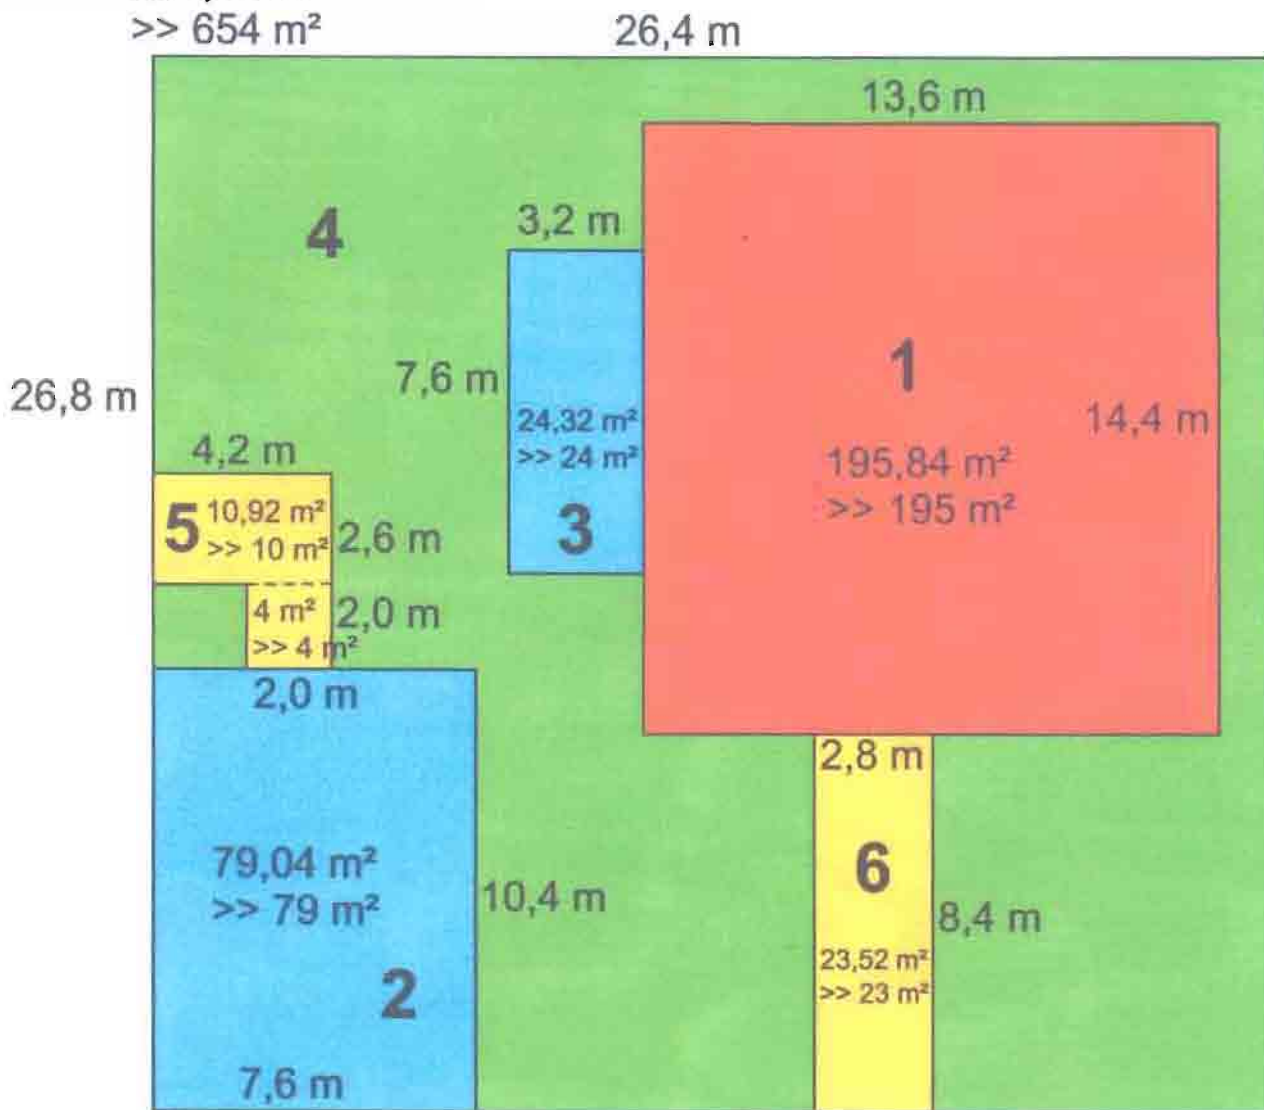 >> 654 m²
26,4 m
13,6 m
4
3,2 m
1
7,6 m
26,8 m
24,32 m²
>> 24 m²
14,4 m
4,2 m
195,84 m²
>> 195 m²
5
10,92 m²
>> 10 m²
2,6 m
3
4 m²
>> 4 m²
2,0 m
2,0 m
2,8 m
79,04 m²
>> 79 m²
6
10,4 m
8,4 m
23,52 m²
>> 23 m²
2
7,6 m